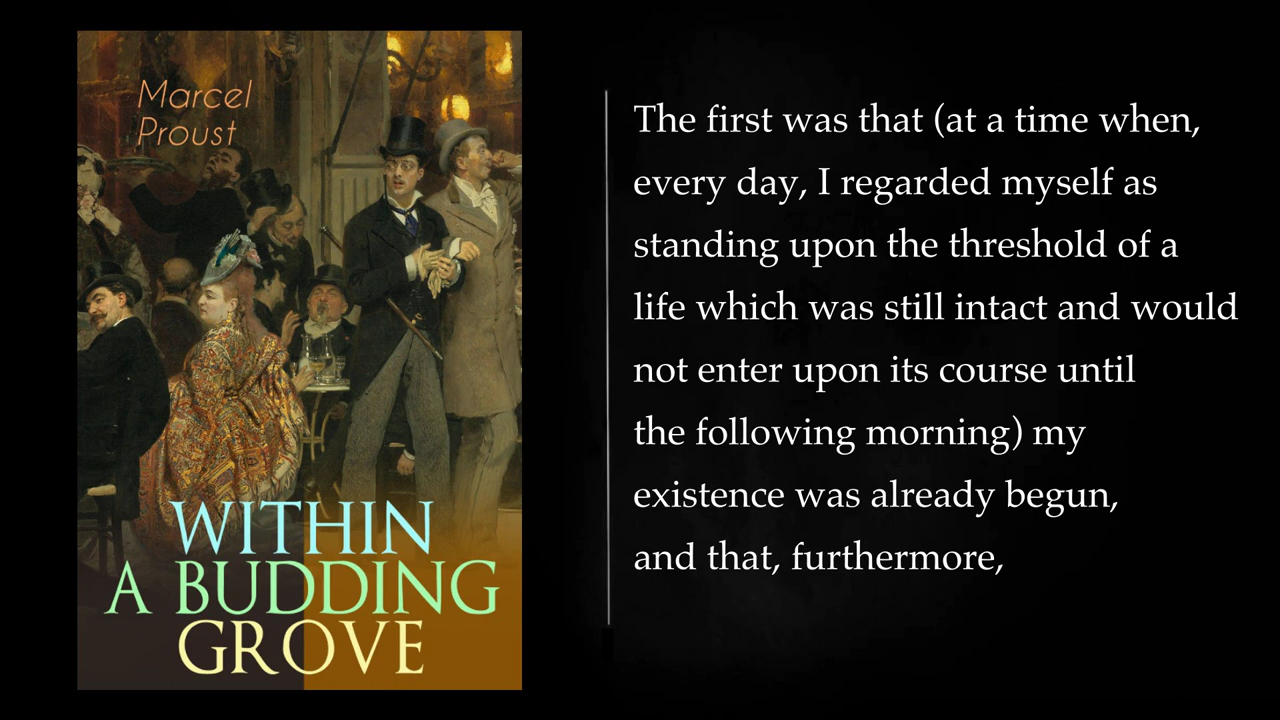 Marcel
Proust
WITHIN
A BUDDING
GROVE
The first was that (at a time when,
every day, I regarded myself as
standing upon the threshold of a
life which was still intact and would
not enter upon its course until
the following morning) my
existence was already begun,
and that, furthermore,